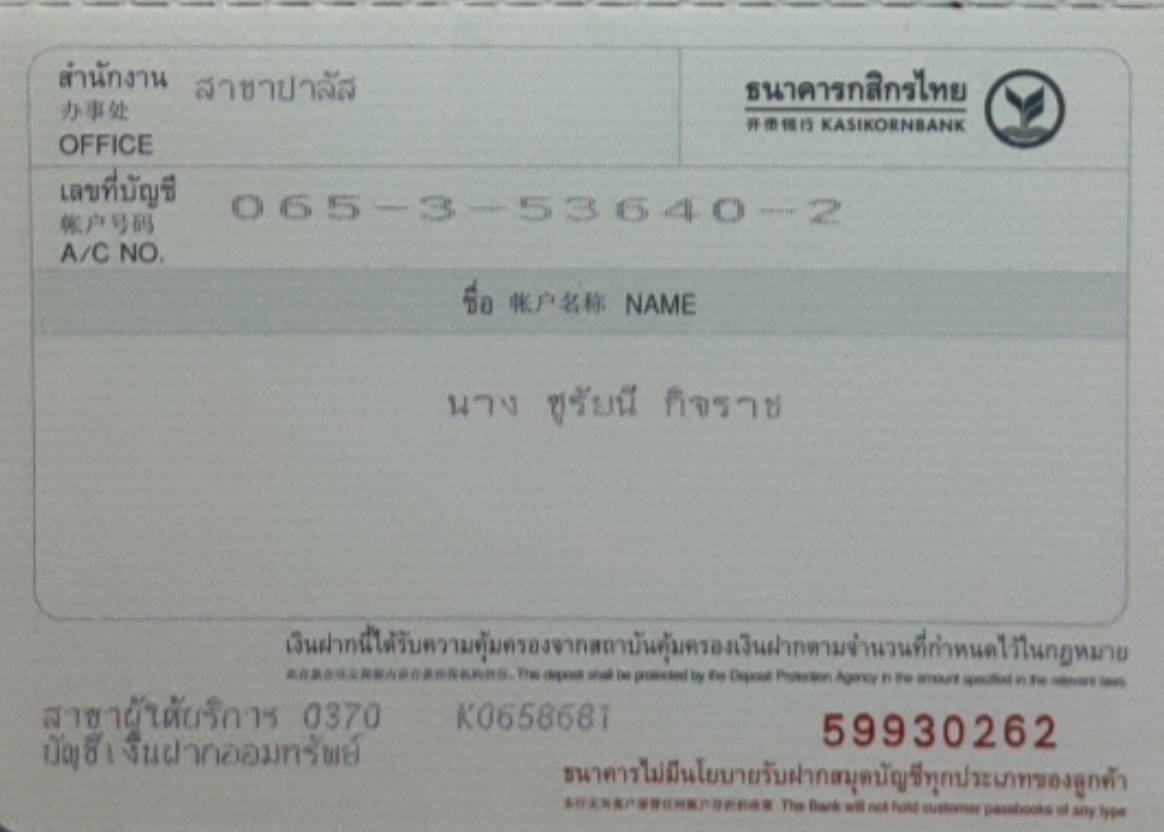 สำนักงาน สาขาปาลัส
办事处
OFFICE
ธนาคารกสิกรไทย
开泰银行 KASIKORNBANK
เลขที่บัญชี 065-3-53640-2
帐户号码
A/C NO.
ชื่อ 帐户名称 NAME
นาง ซูรัยนี กิจราช
เงินฝากนี้ได้รับความคุ้มครองจากสถาบันคุ้มครองเงินฝากตามจำนวนที่กำหนดไว้ในกฎหมาย
This deposit shall be protected by the Deposit Protection Agency in the amount specified in the relevant laws.
สาขาผู้ให้บริการ 0370 K0658681
บัญชีเงินฝากออมทรัพย์
59930262
ธนาคารไม่มีนโยบายรับฝากสมุดบัญชีทุกประเภทของลูกค้า
The Bank will not hold customer passbooks of any type